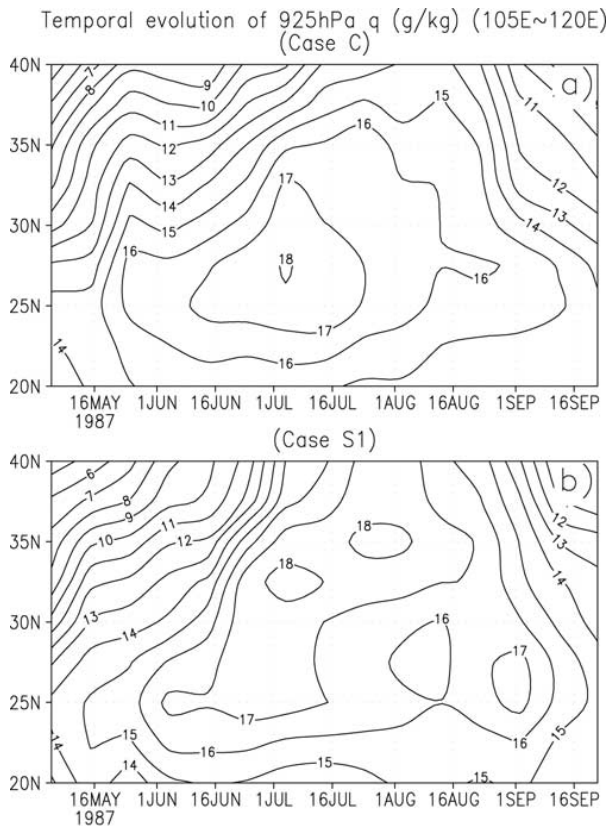 Temporal evolution of 925hPa q (g/kg) (105E~120E)
(Case C)
a)
40N
35N
30N
25N
20N
7
8
9
10
11
12
13
14
15
16
17
18
15
16
11
12
13
14
16
17
16
14
16MAY 1JUN 16JUN 1JUL 16JUL 1AUG 16AUG 1SEP 16SEP
1987
(Case S1)
b)
40N
35N
30N
25N
20N
6
7
8
9
10
11
12
13
14
18
18
12
13
14
16
17
17
16
16
15
15
14
14
15
15
16MAY 1JUN 16JUN 1JUL 16JUL 1AUG 16AUG 1SEP 16SEP
1987